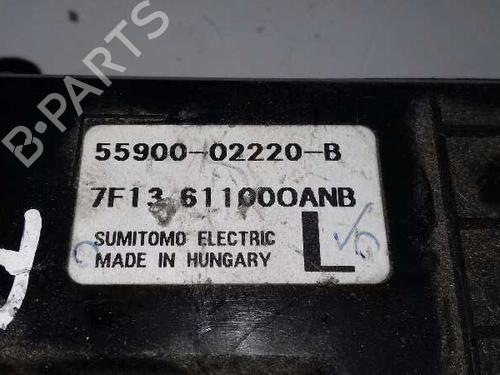 55900-02220-B
7F13 611000ANB
SUMITOMO ELECTRIC
MADE IN HUNGARY
L
B-PARTS